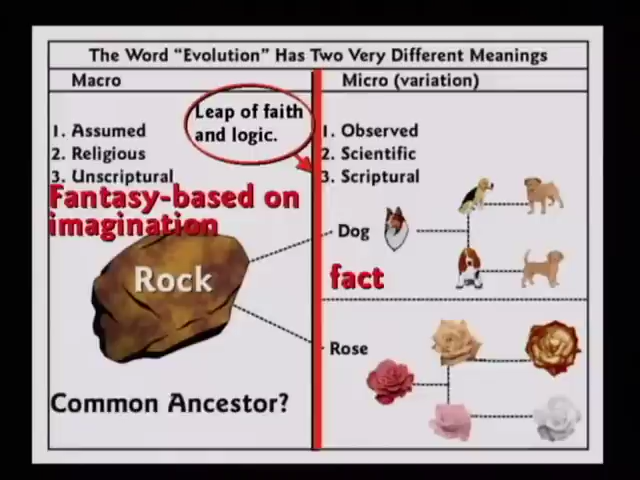 The Word “Evolution” Has Two Very Different Meanings
Macro
Micro (variation)
Leap of faith
and logic.
1. Assumed
2. Religious
3. Unscriptural
Fantasy-based on
imagination
Rock
Common Ancestor?
1. Observed
2. Scientific
3. Scriptural
Dog
fact
Rose